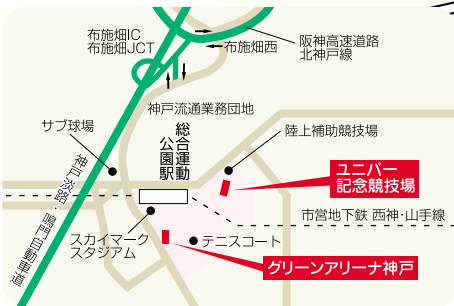 布施畑IC
布施畑JCT
布施畑西
阪神高速道路
北神戸線
神戸流通業務団地
サブ球場
総合運動
公園駅
陸上補助競技場
ユニバー
記念競技場
神戸淡路・鳴門自動車道
市営地下鉄 西神・山手線
スカイマーク
スタジアム
テニスコート
グリーンアリーナ神戸